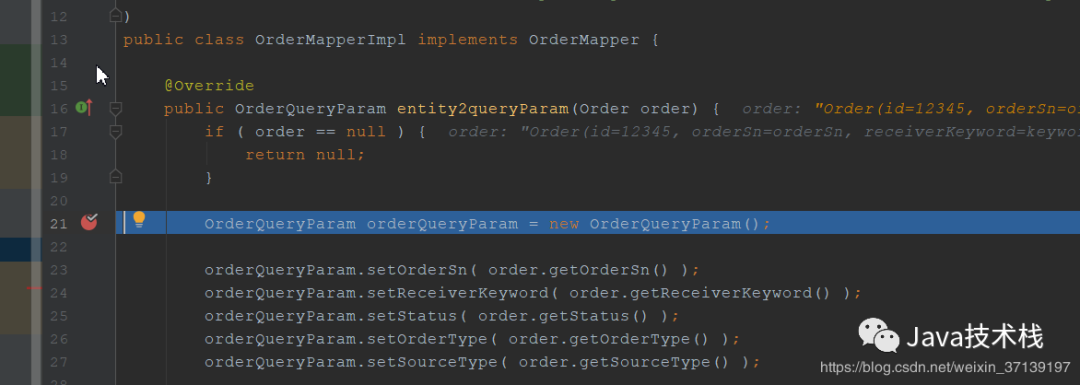 12 )
13 public class OrderMapperImpl implements OrderMapper {
14
15 @Override
16 public OrderQueryParam entity2queryParam(Order order) { order: "Order(id=12345, orderSn=o
17 if ( order == null ) { order: "Order(id=12345, orderSn=orderSn, receiverKeyword=keywo
18 return null;
19 }
20
21 OrderQueryParam orderQueryParam = new OrderQueryParam();
22
23 orderQueryParam.setOrderSn( order.getOrderSn() );
24 orderQueryParam.setReceiverKeyword( order.getReceiverKeyword() );
25 orderQueryParam.setStatus( order.getStatus() );
26 orderQueryParam.setOrderType( order.getOrderType() );
27 orderQueryParam.setSourceType( order.getSourceType() );
Java技术栈
https://blog.csdn.net/weixin_37139197